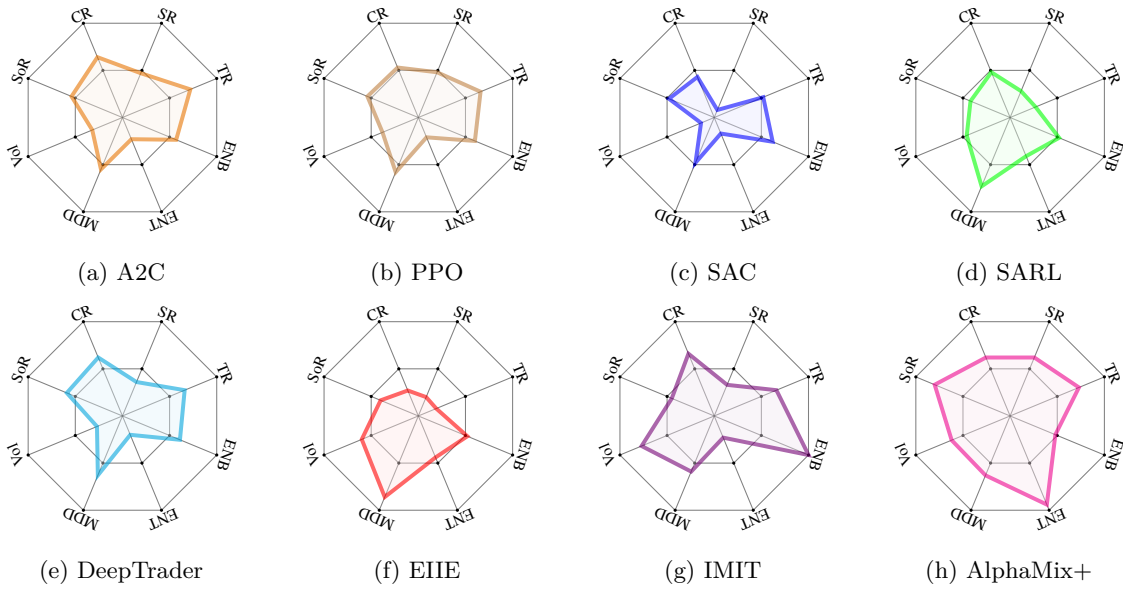 CR SR CR SR CR SR CR SR
SoR TR SoR TR SoR TR SoR TR
Vol ENB Vol ENB Vol ENB Vol ENB
MDD ENT MDD ENT MDD ENT MDD ENT
(a) A2C (b) PPO (c) SAC (d) SARL
CR SR CR SR CR SR CR SR
SoR TR SoR TR SoR TR SoR TR
Vol ENB Vol ENB Vol ENB Vol ENB
MDD ENT MDD ENT MDD ENT MDD ENT
(e) DeepTrader (f) EIIE (g) IMIT (h) AlphaMix+